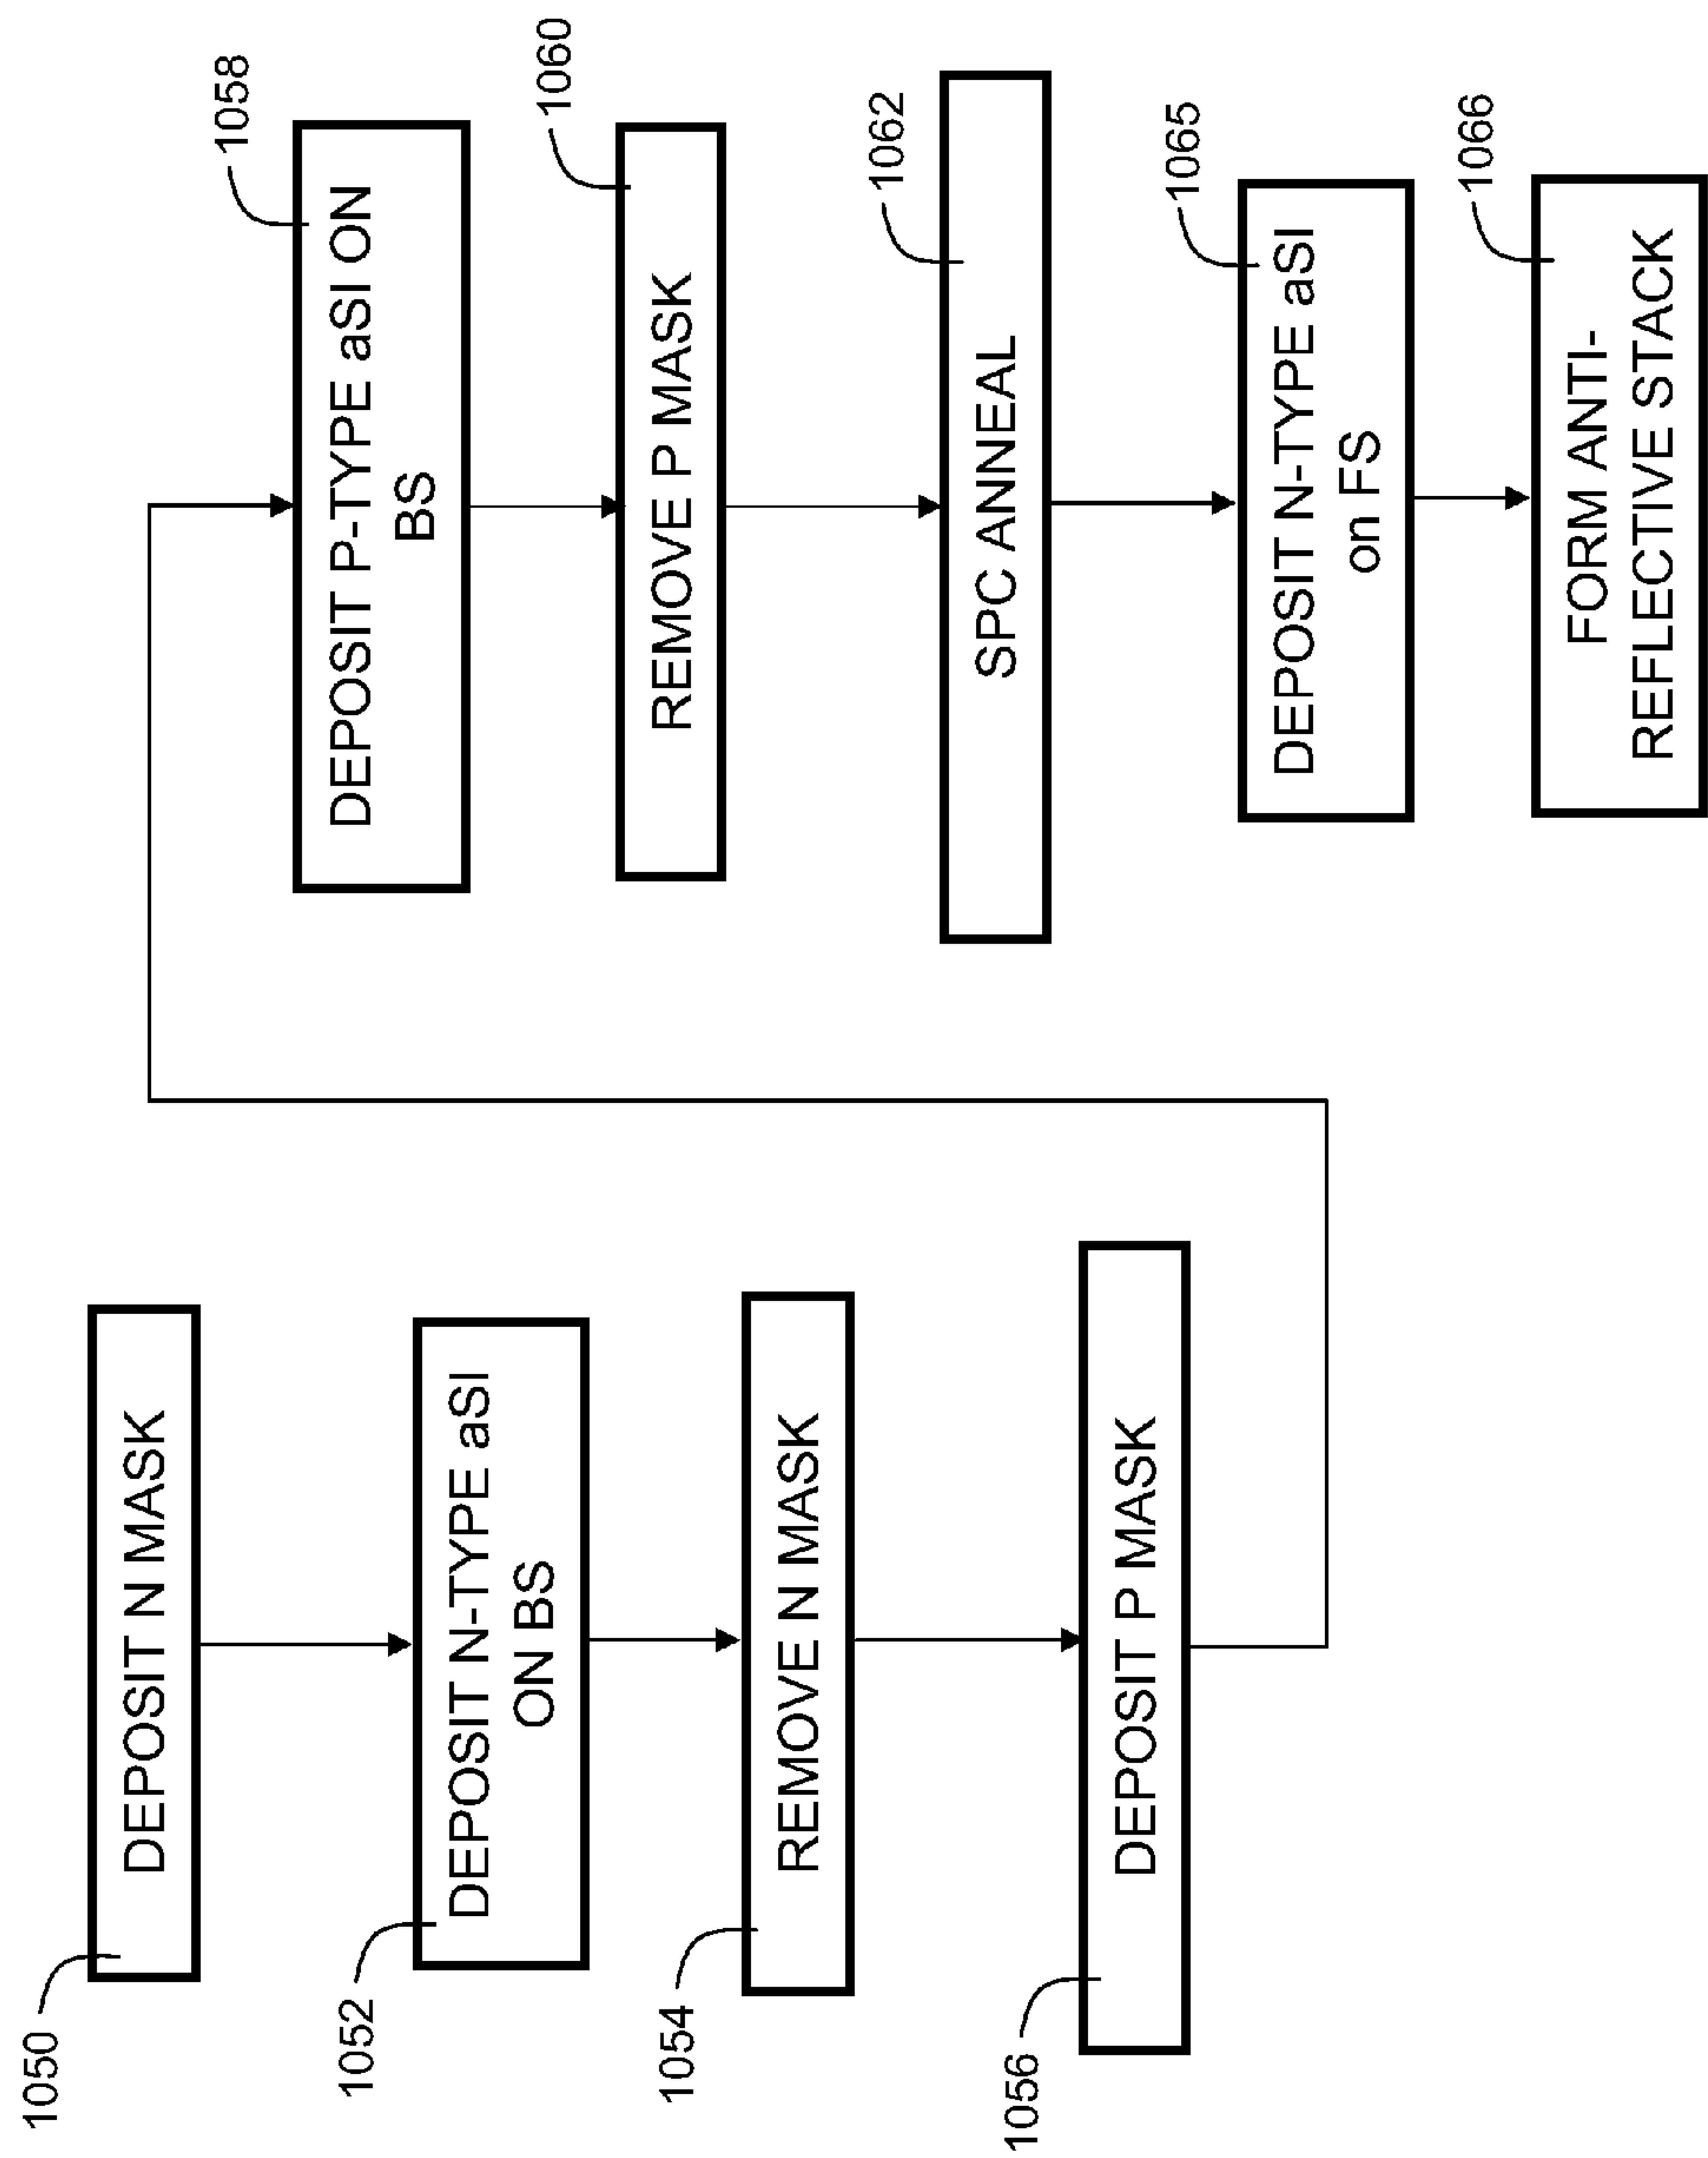 1050
DEPOSIT N MASK
1052
DEPOSIT N-TYPE aSI
ON BS
1054
REMOVE N MASK
1056
DEPOSIT P MASK
1058
DEPOSIT P-TYPE aSI ON
BS
1060
REMOVE P MASK
1062
SPC ANNEAL
1065
DEPOSIT N-TYPE aSI
on FS
1066
FORM ANTI-
REFLECTIVE STACK